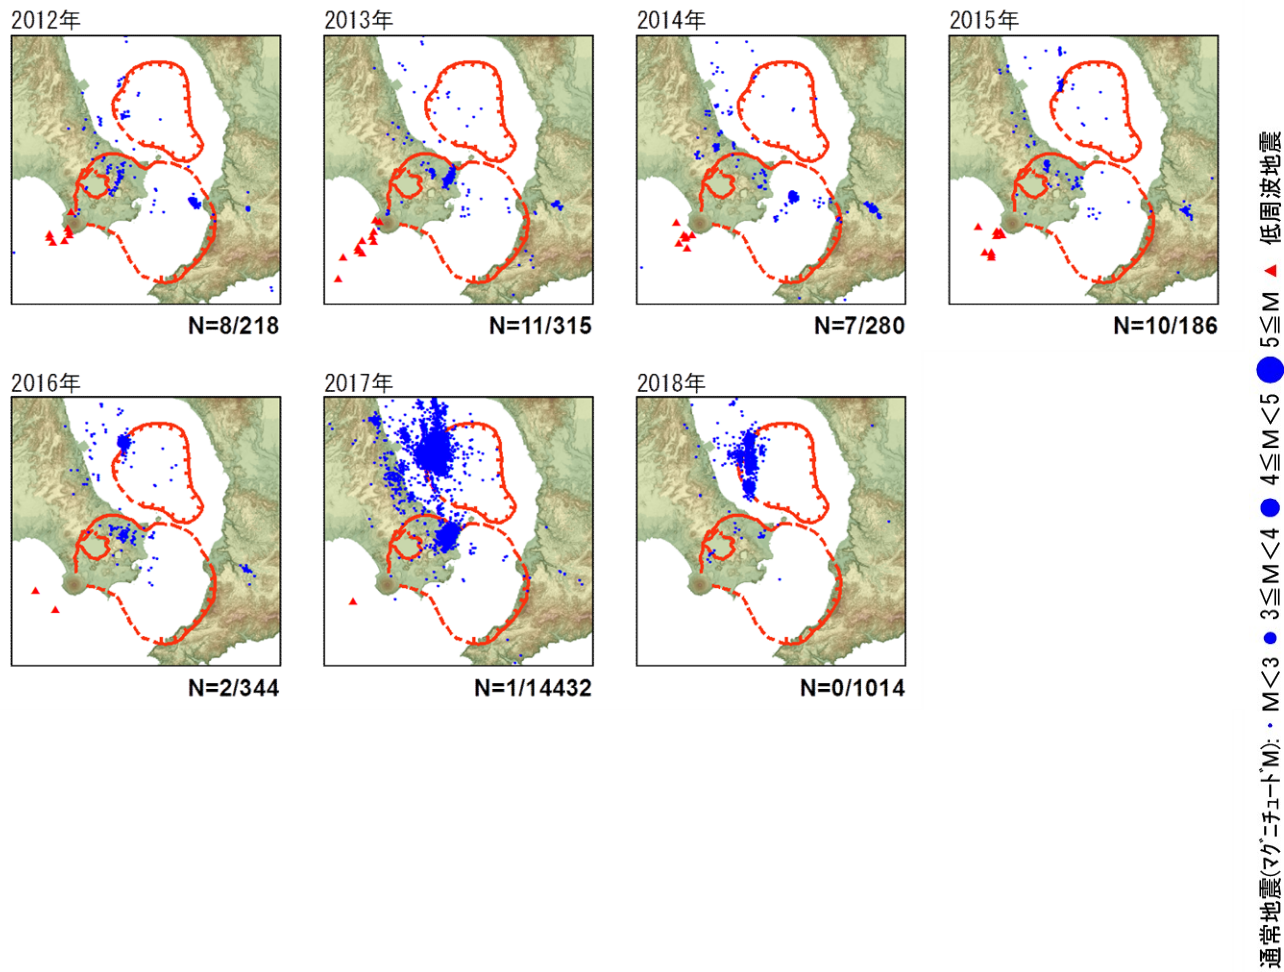 2012年
2013年
2014年
2015年
N=8/218
N=11/315
N=7/280
N=10/186
2016年
2017年
2018年
N=2/344
N=1/14432
N=0/1014
通常地震(マグニチュードM): ・ M<3 ● 3≦M<4 ● 4≦M<5 ● 5≦M ▲ 低周波地震